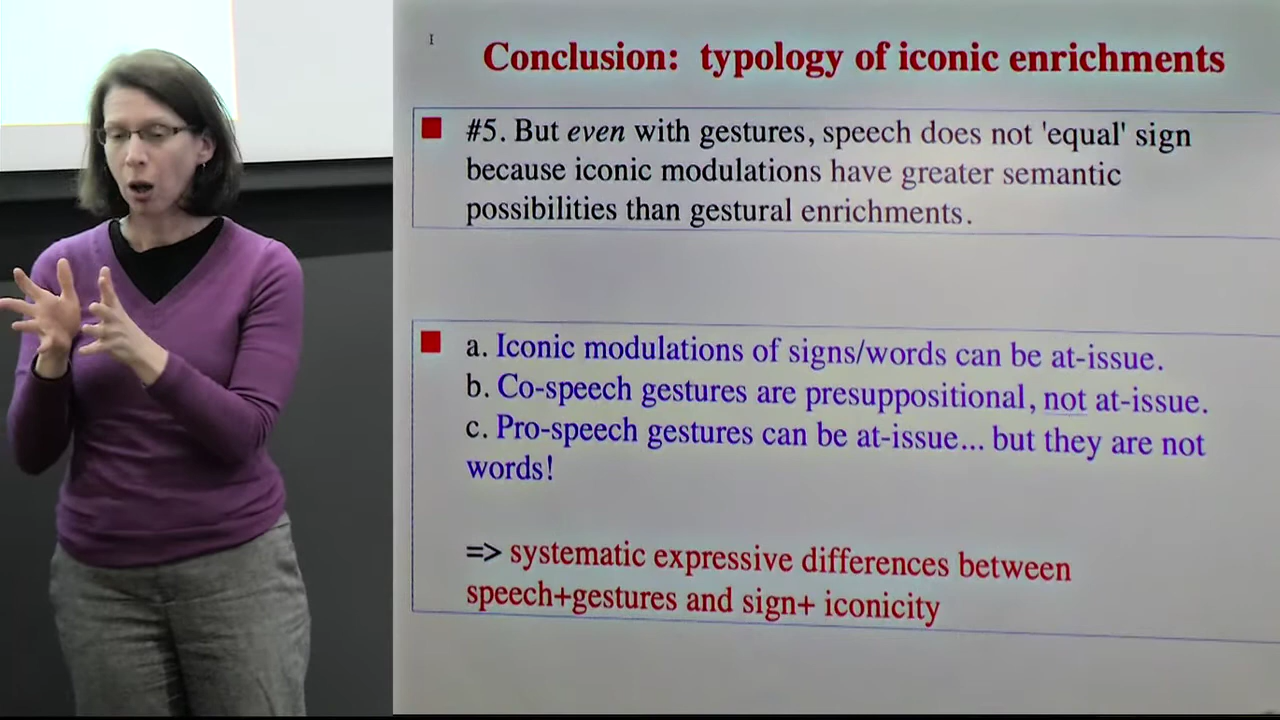 Conclusion: typology of iconic enrichments
#5. But even with gestures, speech does not 'equal' sign
because iconic modulations have greater semantic
possibilities than gestural enrichments.
a. Iconic modulations of signs/words can be at-issue.
b. Co-speech gestures are presuppositional, not at-issue.
c. Pro-speech gestures can be at-issue... but they are not
words!
=> systematic expressive differences between
speech+gestures and sign+ iconicity